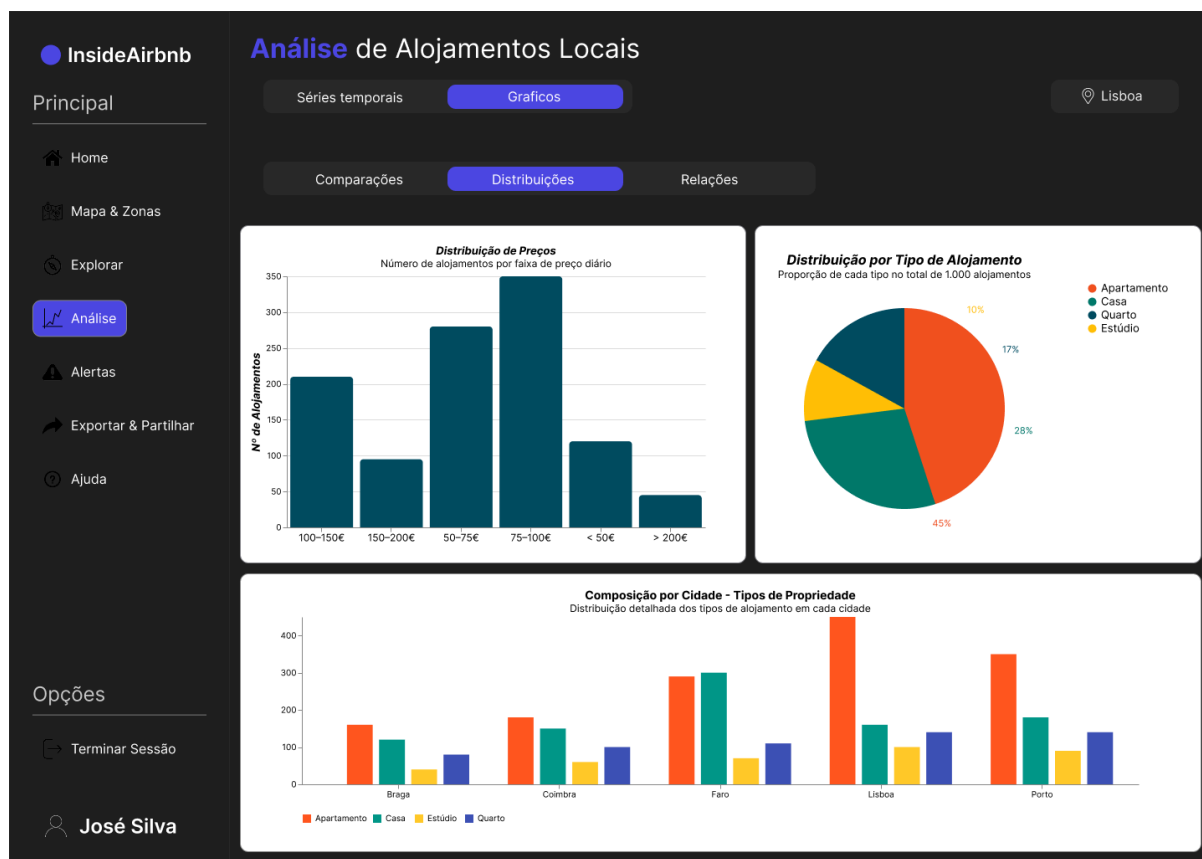 InsideAirbnb
Principal
Home
Mapa & Zonas
Explorar
Análise
Alertas
Exportar & Partilhar
Ajuda
Opções
Terminar Sessão
José Silva
Análise de Alojamentos Locais
Séries temporais
Graficos
Lisboa
Comparações
Distribuições
Relações
Distribuição de Preços
Número de alojamentos por faixa de preço diário
Nº de Alojamentos
350
300
250
200
150
100
50
0
100–150€
150–200€
50–75€
75–100€
< 50€
> 200€
Distribuição por Tipo de Alojamento
Proporção de cada tipo no total de 1.000 alojamentos
Apartamento
Casa
Quarto
Estúdio
10%
17%
28%
45%
Composição por Cidade - Tipos de Propriedade
Distribuição detalhada dos tipos de alojamento em cada cidade
400
300
200
100
0
Braga
Coimbra
Faro
Lisboa
Porto
Apartamento
Casa
Estúdio
Quarto